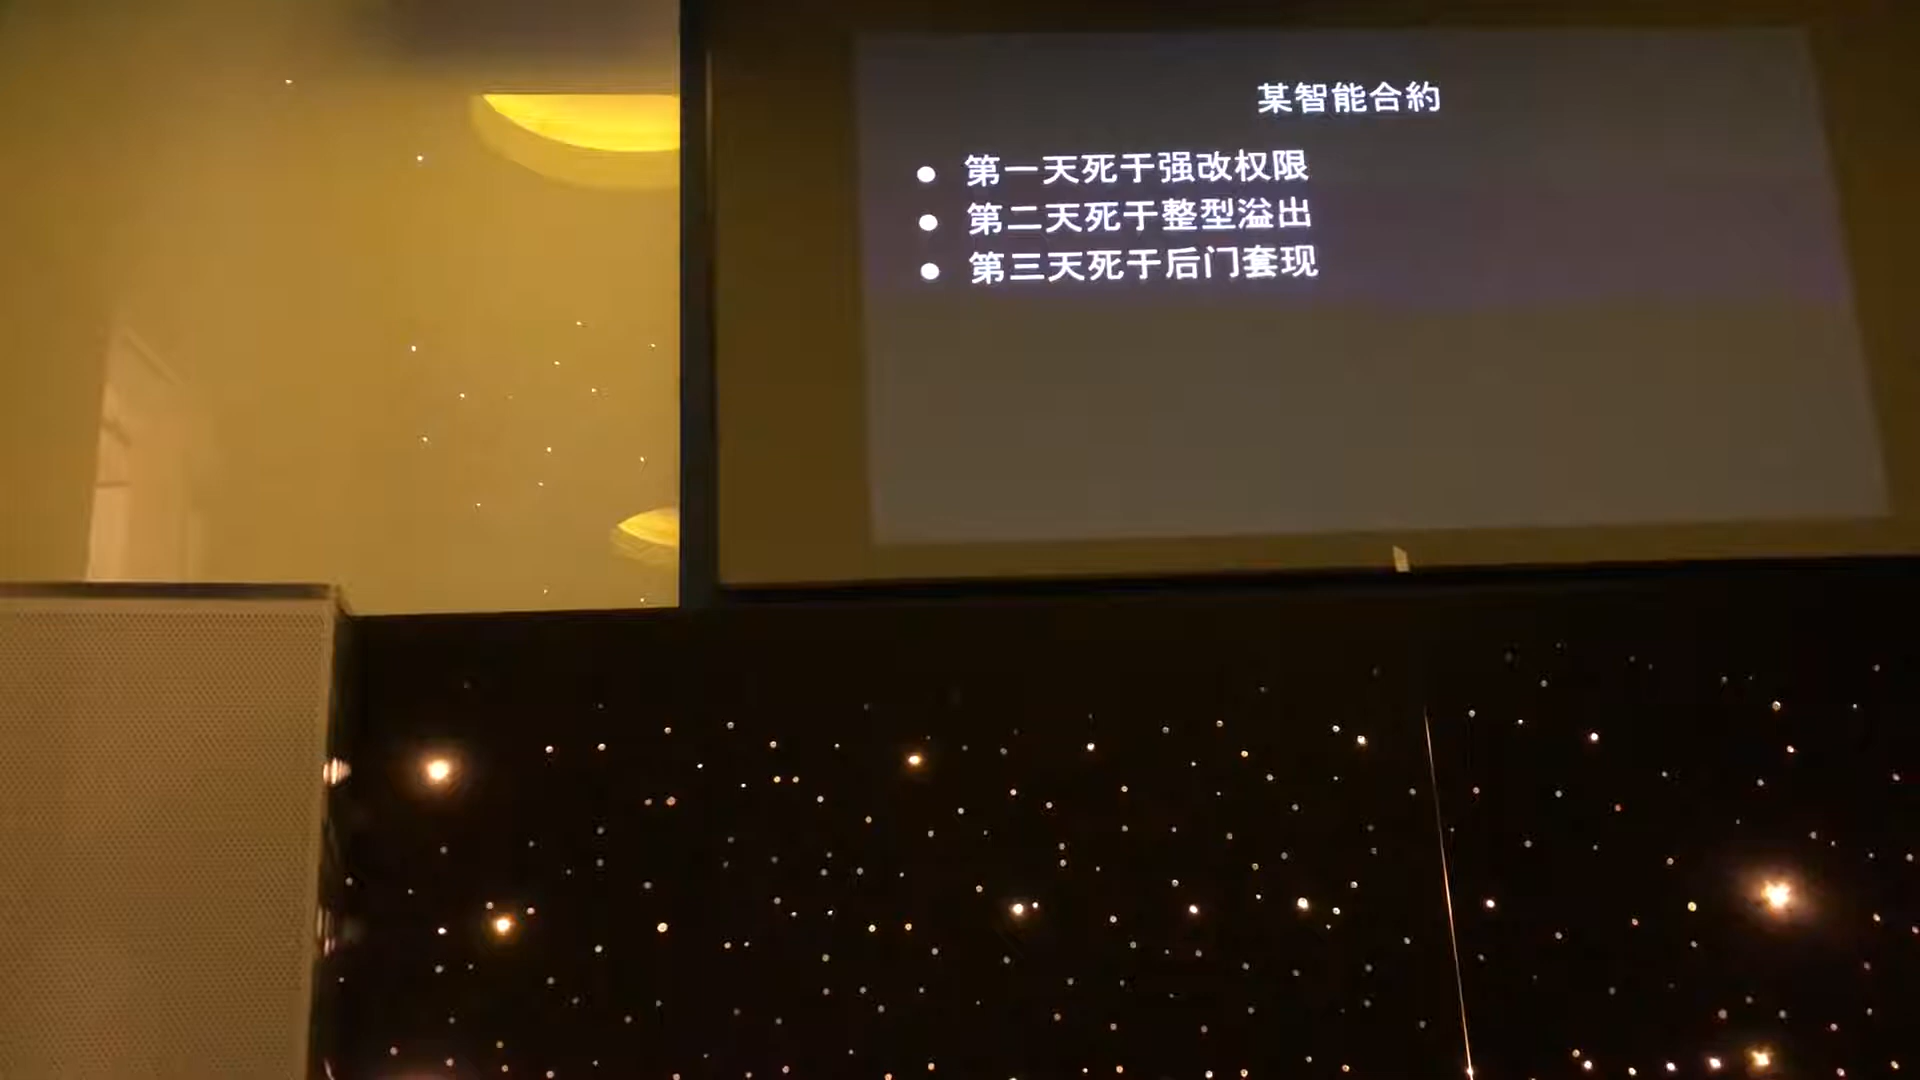 某智能合約
第一天死于强改权限
第二天死于整型溢出
第三天死于后门套现